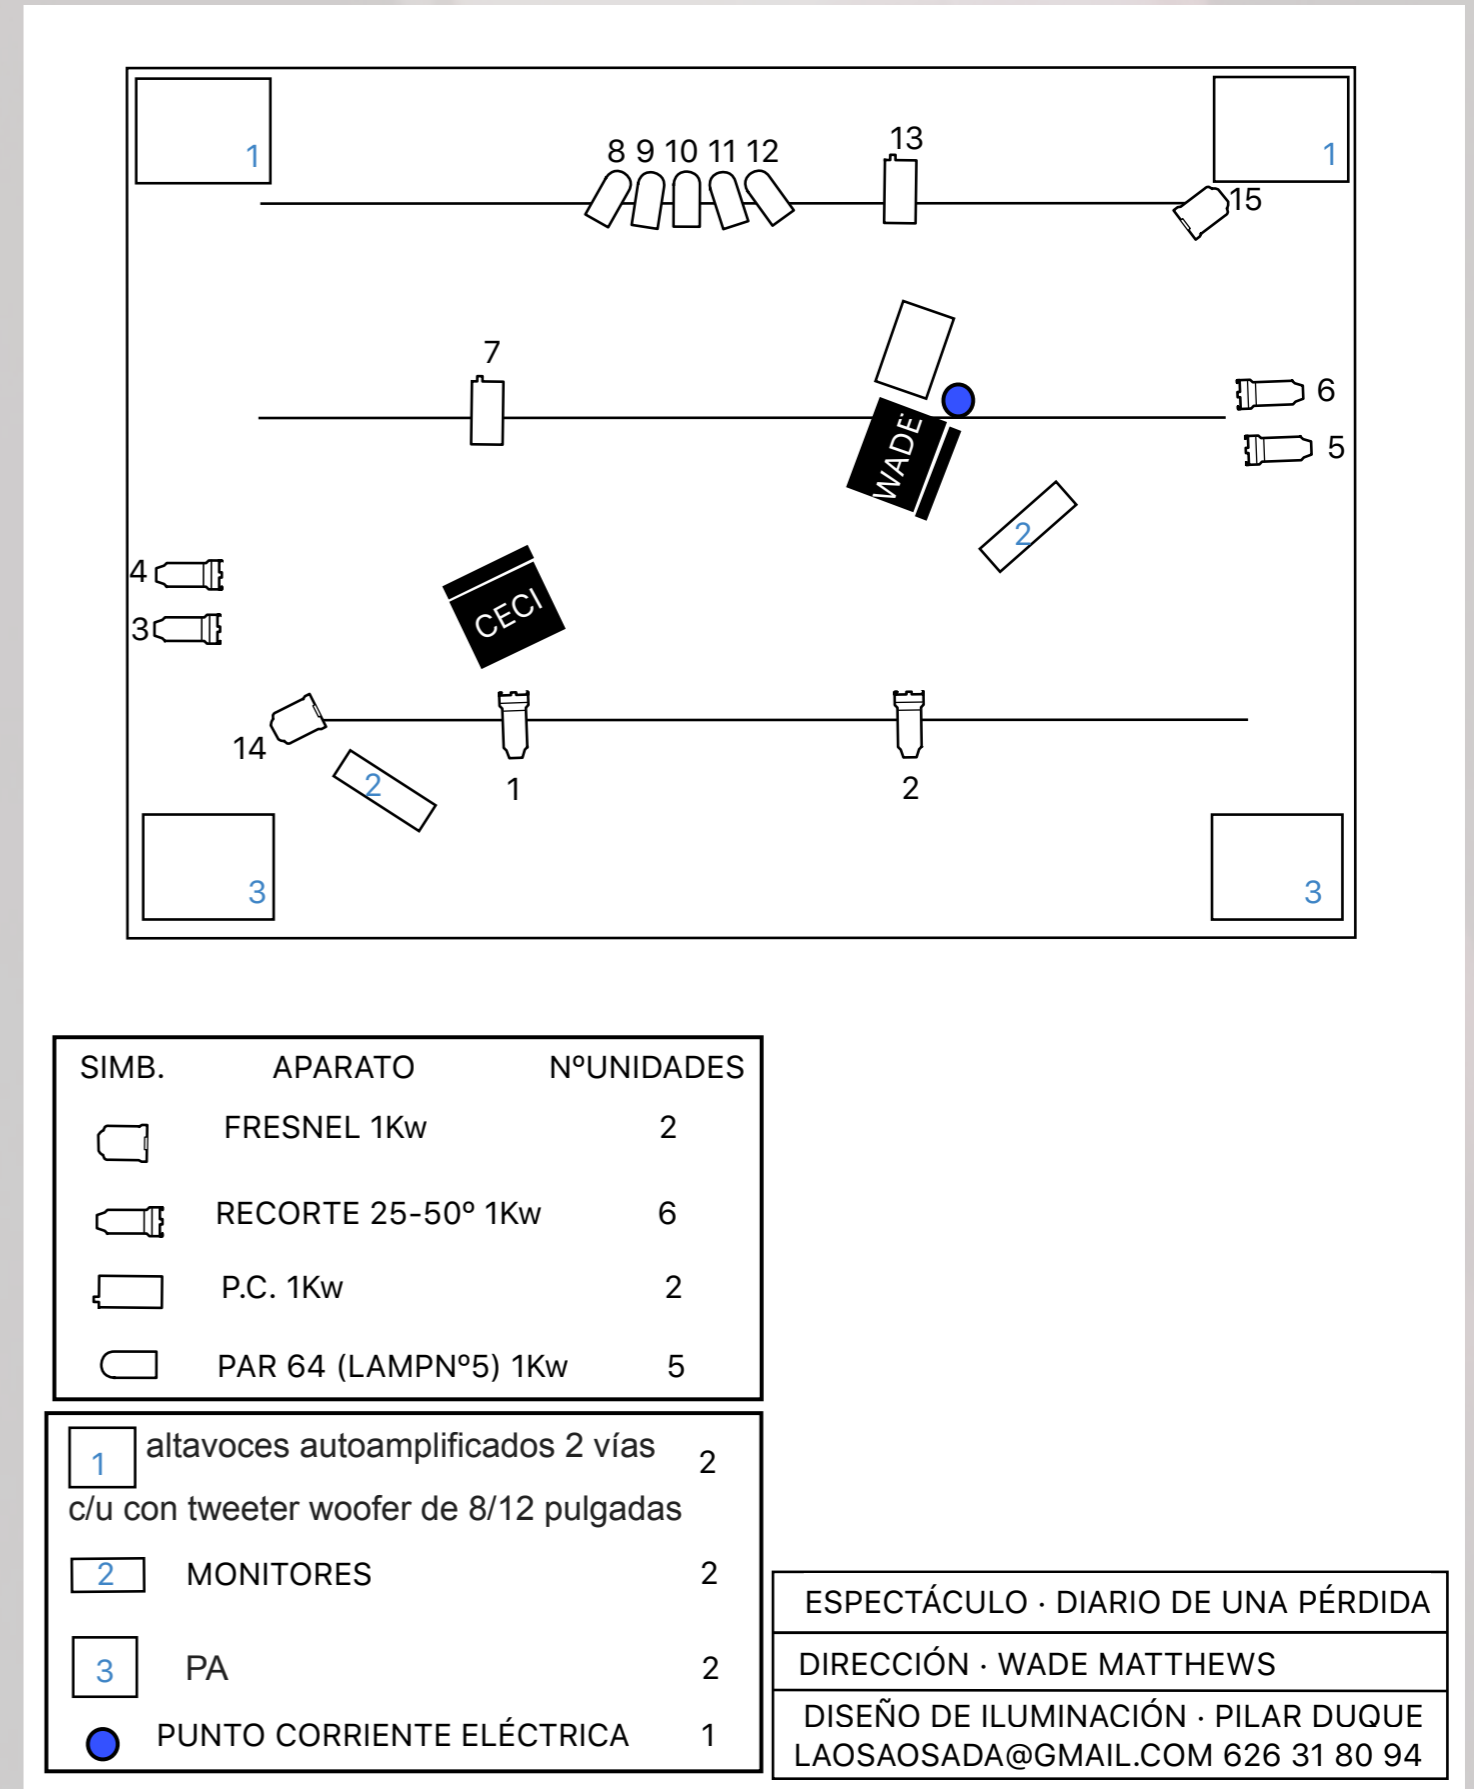 1
1
8 9 10 11 12
13
15
7
6
5
WADE
2
4
3
CECI
14
2
1
2
3
3
SIMB. APARATO NºUNIDADES
FRESNEL 1Kw 2
RECORTE 25-50º 1Kw 6
P.C. 1Kw 2
PAR 64 (LAMPNº5) 1Kw 5
1 altavoces autoamplificados 2 vías 2
c/u con tweeter woofer de 8/12 pulgadas
2 MONITORES 2
3 PA 2
PUNTO CORRIENTE ELÉCTRICA 1
ESPECTÁCULO · DIARIO DE UNA PÉRDIDA
DIRECCIÓN · WADE MATTHEWS
DISEÑO DE ILUMINACIÓN · PILAR DUQUE
LAOSAOSADA@GMAIL.COM 626 31 80 94